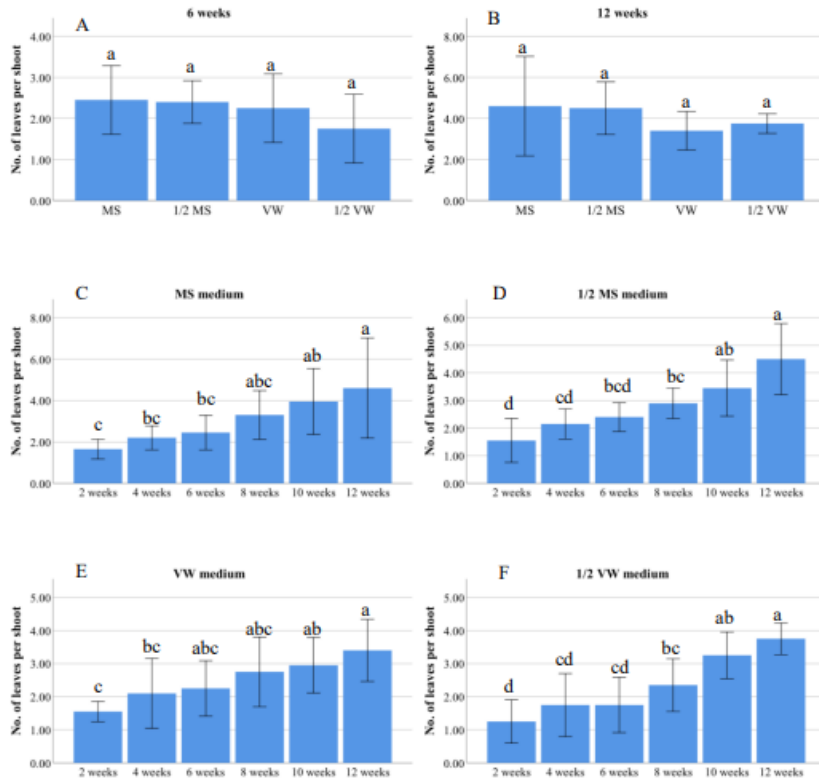 A
6 weeks
No. of leaves per shoot
4.00
3.00
2.00
1.00
0.00
a
a
a
a
MS
1/2 MS
VW
1/2 VW
B
12 weeks
No. of leaves per shoot
8.00
6.00
4.00
2.00
0.00
a
a
a
a
MS
1/2 MS
VW
1/2 VW
C
MS medium
No. of leaves per shoot
8.00
6.00
4.00
2.00
0.00
c
bc
bc
abc
ab
a
2 weeks
4 weeks
6 weeks
8 weeks
10 weeks
12 weeks
D
1/2 MS medium
No. of leaves per shoot
6.00
5.00
4.00
3.00
2.00
1.00
0.00
d
cd
bcd
bc
ab
a
2 weeks
4 weeks
6 weeks
8 weeks
10 weeks
12 weeks
E
VW medium
No. of leaves per shoot
5.00
4.00
3.00
2.00
1.00
0.00
c
bc
abc
abc
ab
a
2 weeks
4 weeks
6 weeks
8 weeks
10 weeks
12 weeks
F
1/2 VW medium
No. of leaves per shoot
5.00
4.00
3.00
2.00
1.00
0.00
d
cd
cd
bc
ab
a
2 weeks
4 weeks
6 weeks
8 weeks
10 weeks
12 weeks